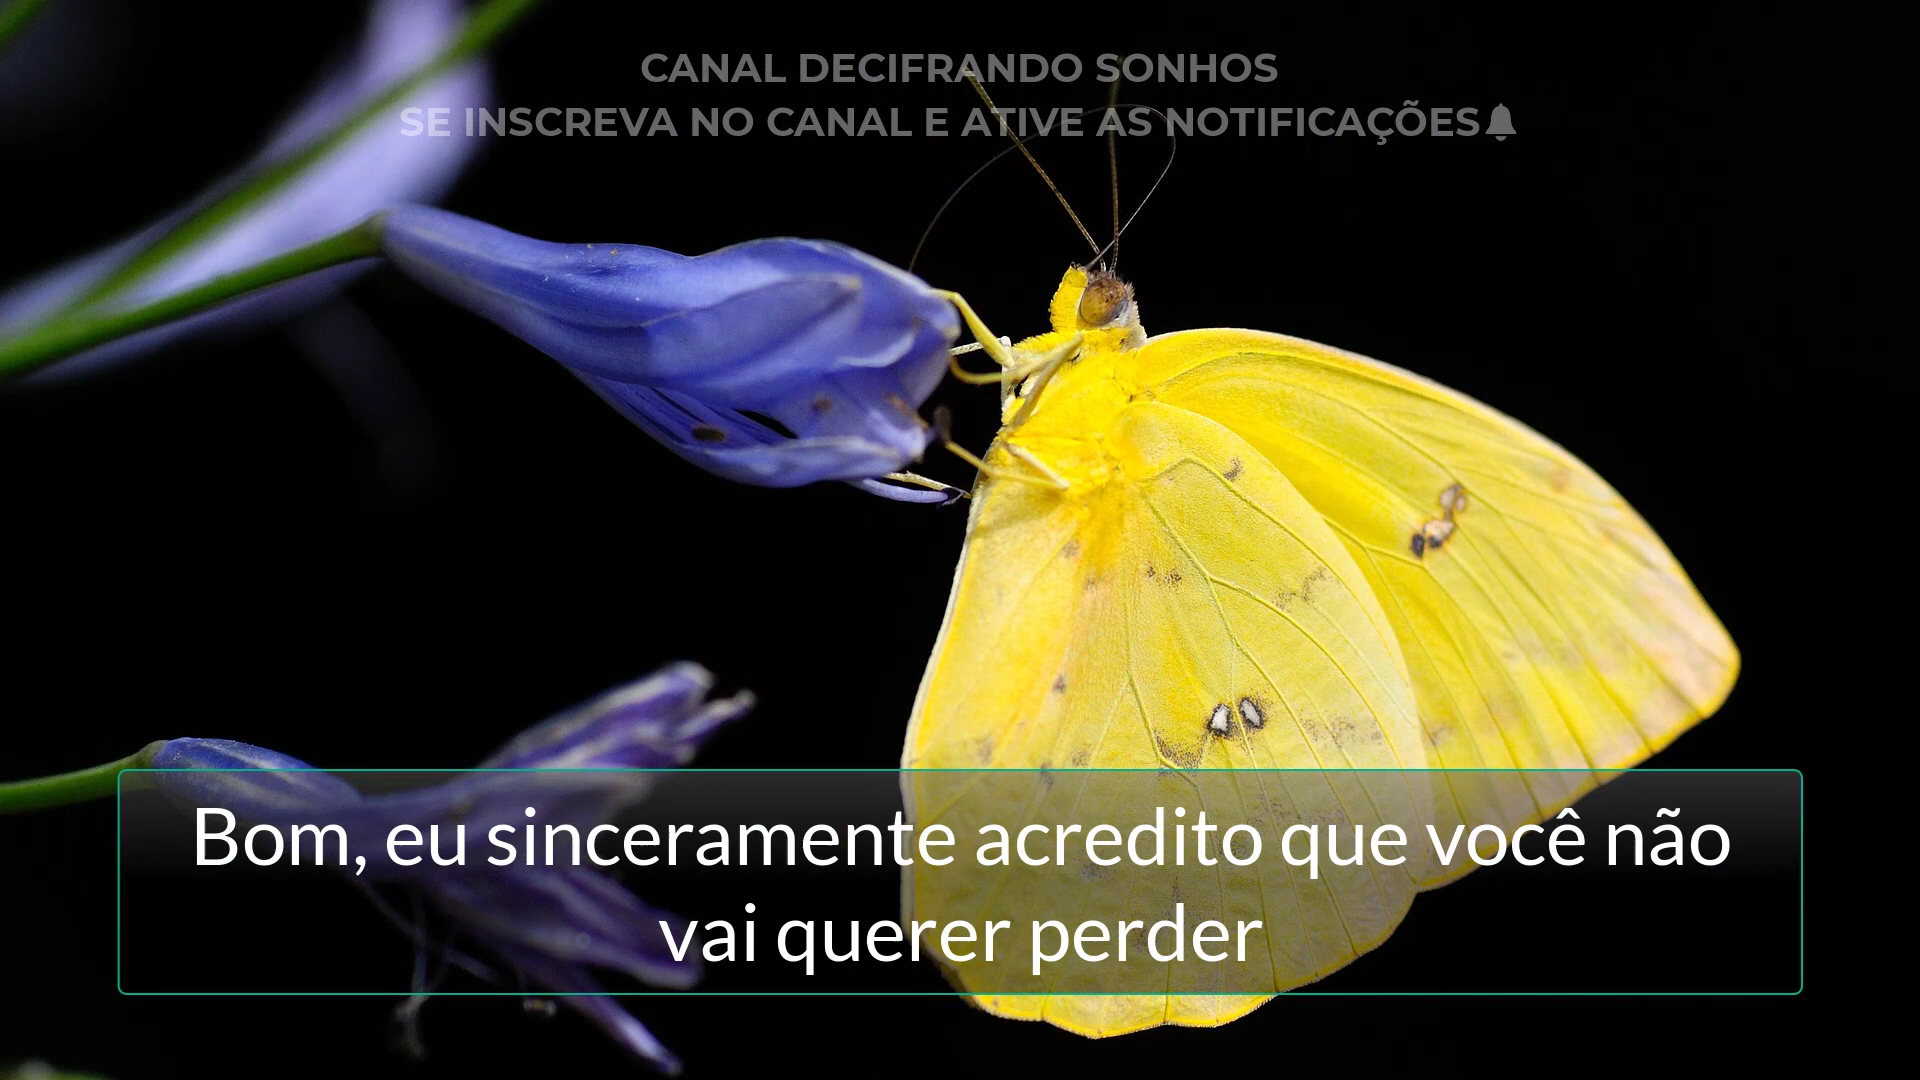 CANAL DECIFRANDO SONHOS
SE INSCREVA NO CANAL E ATIVE AS NOTIFICAÇÕES
Bom, eu sinceramente acredito que você não
vai querer perder